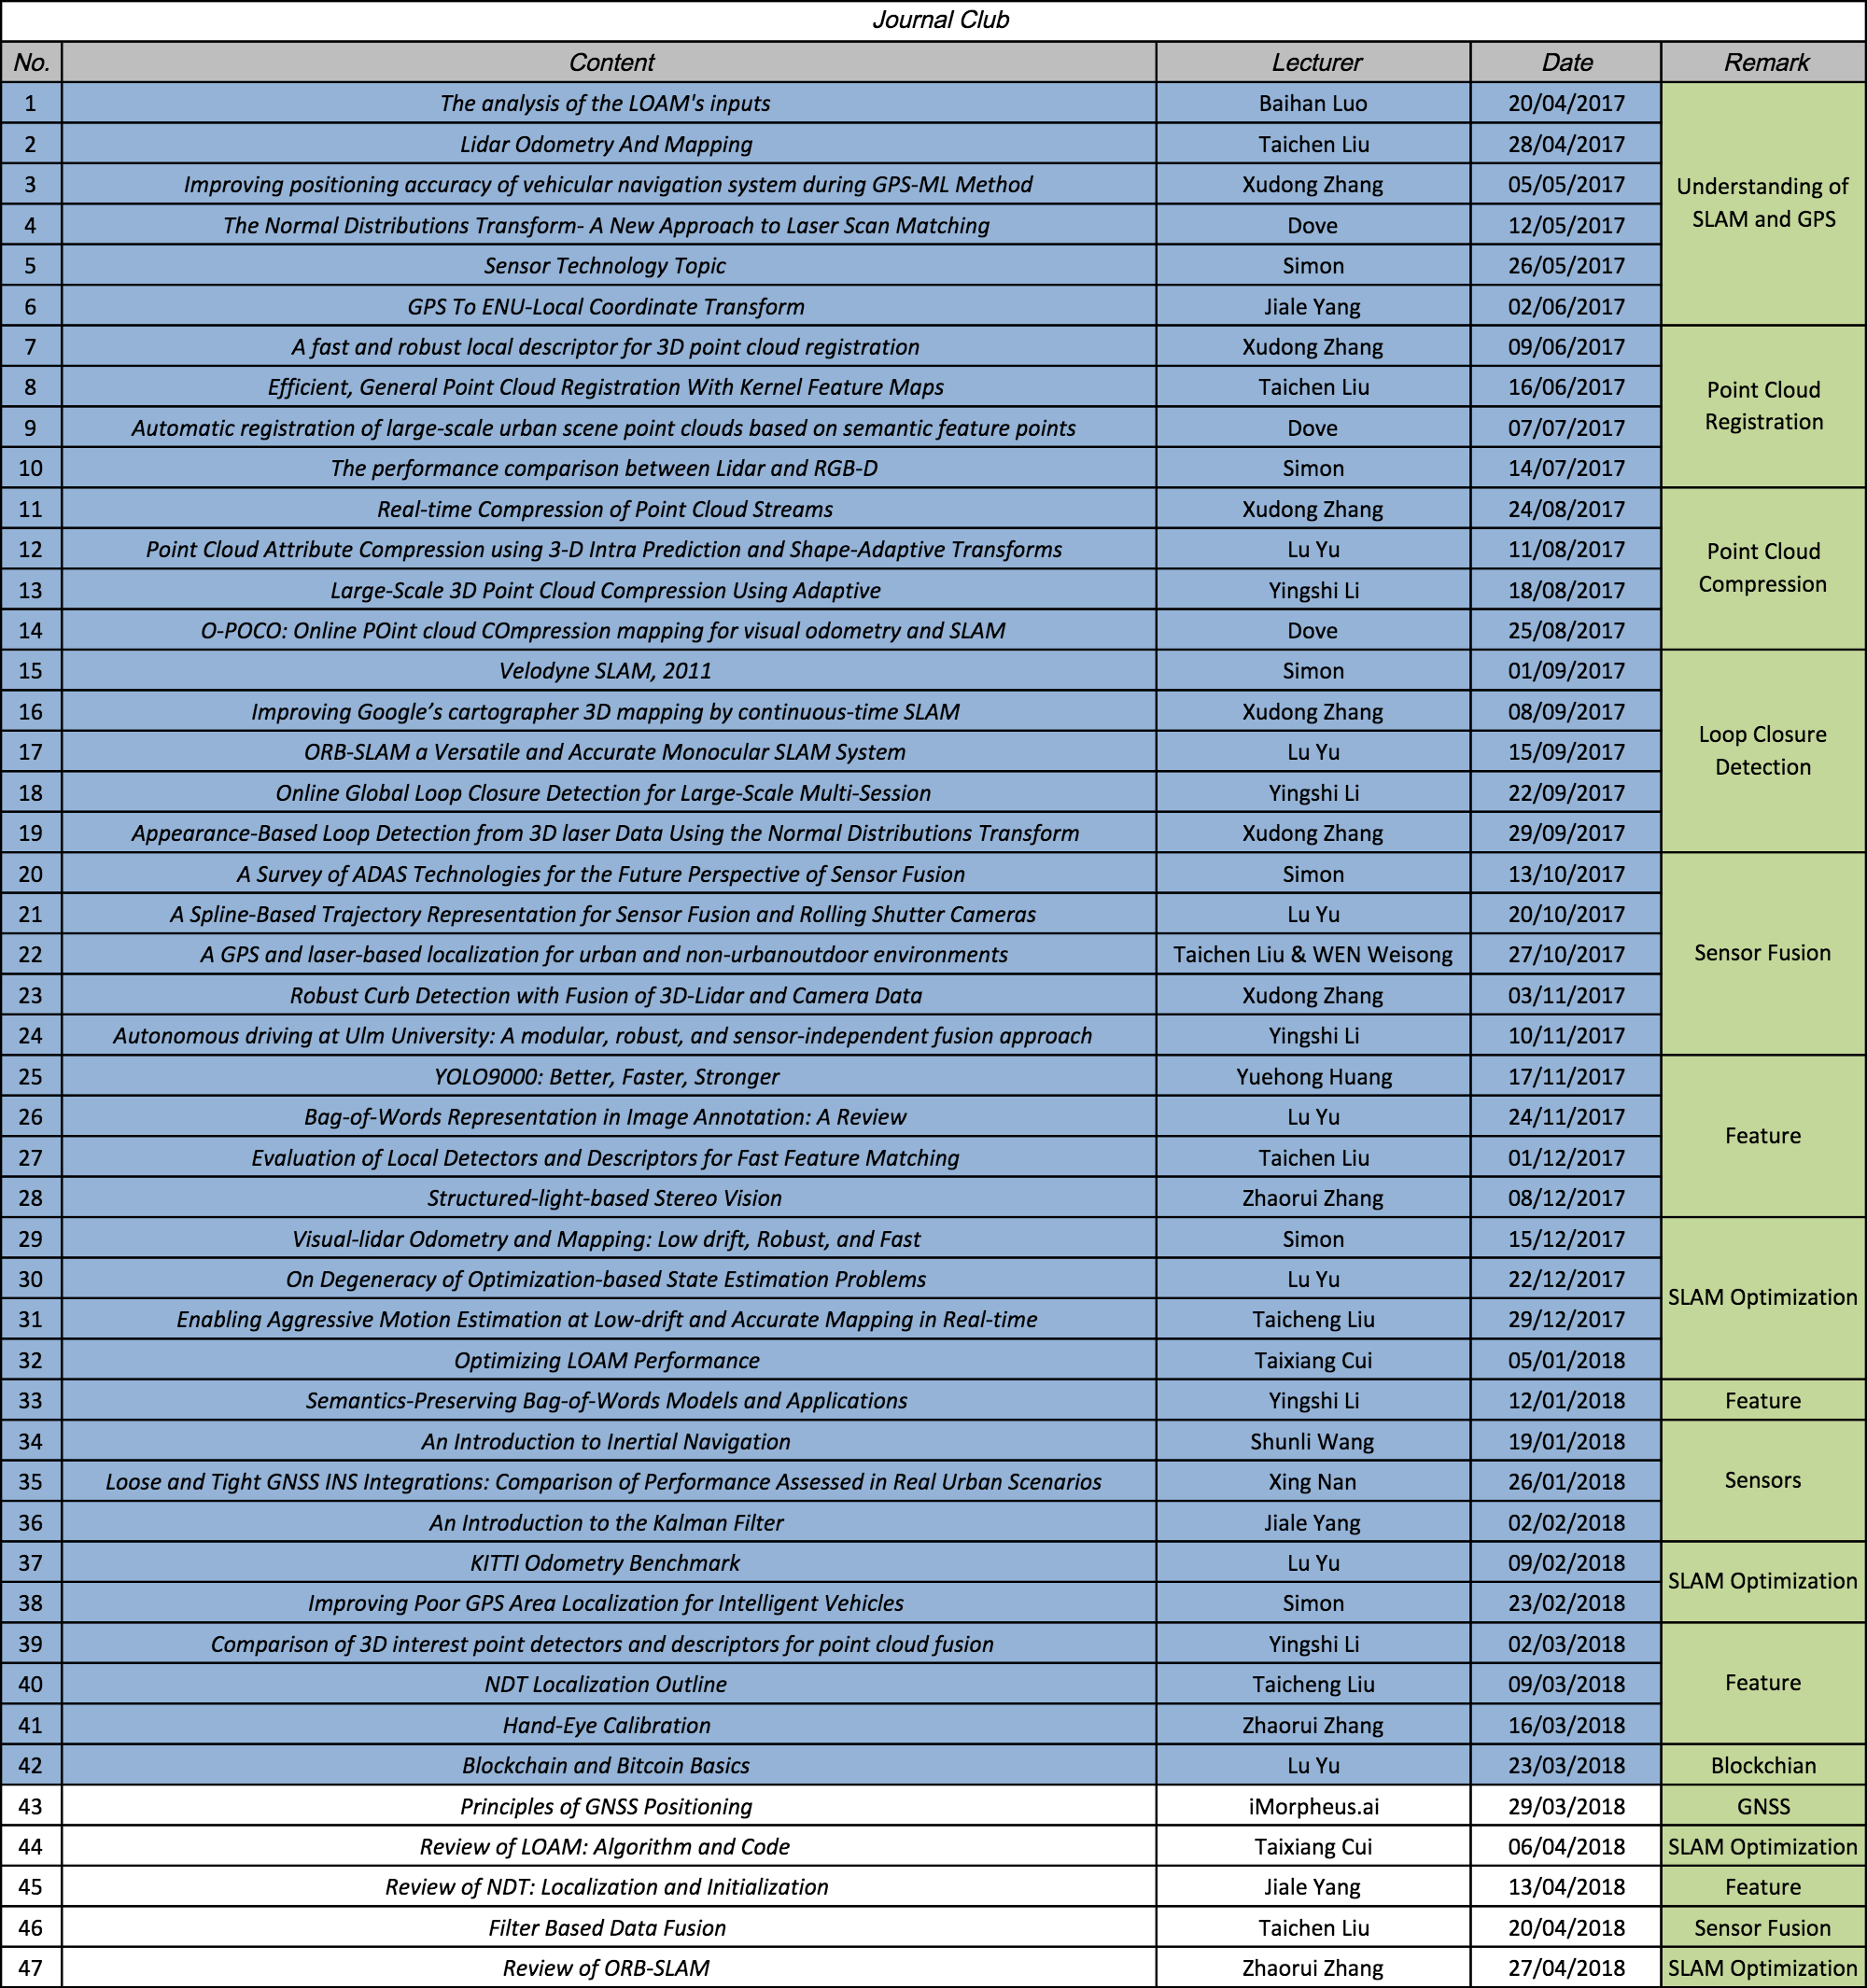 Journal Club
No. Content Lecturer Date Remark
1 The analysis of the LOAM's inputs Baihan Luo 20/04/2017
2 Lidar Odometry And Mapping Taichen Liu 28/04/2017
3 Improving positioning accuracy of vehicular navigation system during GPS-ML Method Xudong Zhang 05/05/2017
Understanding of
SLAM and GPS
4 The Normal Distributions Transform- A New Approach to Laser Scan Matching Dove 12/05/2017
5 Sensor Technology Topic Simon 26/05/2017
6 GPS To ENU-Local Coordinate Transform Jiale Yang 02/06/2017
7 A fast and robust local descriptor for 3D point cloud registration Xudong Zhang 09/06/2017
8 Efficient, General Point Cloud Registration With Kernel Feature Maps Taichen Liu 16/06/2017
Point Cloud
Registration
9 Automatic registration of large-scale urban scene point clouds based on semantic feature points Dove 07/07/2017
10 The performance comparison between Lidar and RGB-D Simon 14/07/2017
11 Real-time Compression of Point Cloud Streams Xudong Zhang 24/08/2017
12 Point Cloud Attribute Compression using 3-D Intra Prediction and Shape-Adaptive Transforms Lu Yu 11/08/2017
Point Cloud
Compression
13 Large-Scale 3D Point Cloud Compression Using Adaptive Yingshi Li 18/08/2017
14 O-POCO: Online POint cloud COmpression mapping for visual odometry and SLAM Dove 25/08/2017
15 Velodyne SLAM, 2011 Simon 01/09/2017
16 Improving Google’s cartographer 3D mapping by continuous-time SLAM Xudong Zhang 08/09/2017
17 ORB-SLAM a Versatile and Accurate Monocular SLAM System Lu Yu 15/09/2017
Loop Closure
Detection
18 Online Global Loop Closure Detection for Large-Scale Multi-Session Yingshi Li 22/09/2017
19 Appearance-Based Loop Detection from 3D laser Data Using the Normal Distributions Transform Xudong Zhang 29/09/2017
20 A Survey of ADAS Technologies for the Future Perspective of Sensor Fusion Simon 13/10/2017
21 A Spline-Based Trajectory Representation for Sensor Fusion and Rolling Shutter Cameras Lu Yu 20/10/2017
22 A GPS and laser-based localization for urban and non-urbanoutdoor environments Taichen Liu & WEN Weisong 27/10/2017 Sensor Fusion
23 Robust Curb Detection with Fusion of 3D-Lidar and Camera Data Xudong Zhang 03/11/2017
24 Autonomous driving at Ulm University: A modular, robust, and sensor-independent fusion approach Yingshi Li 10/11/2017
25 YOLO9000: Better, Faster, Stronger Yuehong Huang 17/11/2017
26 Bag-of-Words Representation in Image Annotation: A Review Lu Yu 24/11/2017
Feature
27 Evaluation of Local Detectors and Descriptors for Fast Feature Matching Taichen Liu 01/12/2017
28 Structured-light-based Stereo Vision Zhaorui Zhang 08/12/2017
29 Visual-lidar Odometry and Mapping: Low drift, Robust, and Fast Simon 15/12/2017
30 On Degeneracy of Optimization-based State Estimation Problems Lu Yu 22/12/2017
SLAM Optimization
31 Enabling Aggressive Motion Estimation at Low-drift and Accurate Mapping in Real-time Taicheng Liu 29/12/2017
32 Optimizing LOAM Performance Taixiang Cui 05/01/2018
33 Semantics-Preserving Bag-of-Words Models and Applications Yingshi Li 12/01/2018 Feature
34 An Introduction to Inertial Navigation Shunli Wang 19/01/2018
35 Loose and Tight GNSS INS Integrations: Comparison of Performance Assessed in Real Urban Scenarios Xing Nan 26/01/2018 Sensors
36 An Introduction to the Kalman Filter Jiale Yang 02/02/2018
37 KITTI Odometry Benchmark Lu Yu 09/02/2018
SLAM Optimization
38 Improving Poor GPS Area Localization for Intelligent Vehicles Simon 23/02/2018
39 Comparison of 3D interest point detectors and descriptors for point cloud fusion Yingshi Li 02/03/2018
40 NDT Localization Outline Taicheng Liu 09/03/2018 Feature
41 Hand-Eye Calibration Zhaorui Zhang 16/03/2018
42 Blockchain and Bitcoin Basics Lu Yu 23/03/2018 Blockchian
43 Principles of GNSS Positioning iMorpheus.ai 29/03/2018 GNSS
44 Review of LOAM: Algorithm and Code Taixiang Cui 06/04/2018 SLAM Optimization
45 Review of NDT: Localization and Initialization Jiale Yang 13/04/2018 Feature
46 Filter Based Data Fusion Taichen Liu 20/04/2018 Sensor Fusion
47 Review of ORB-SLAM Zhaorui Zhang 27/04/2018 SLAM Optimization